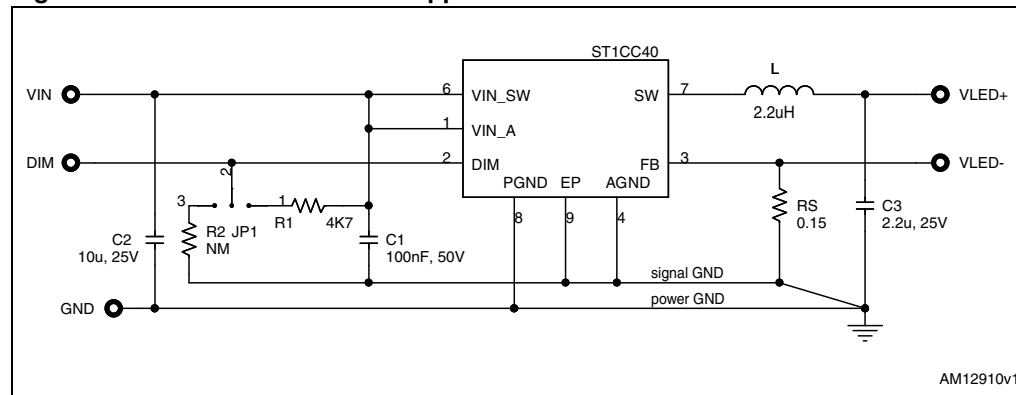 ST1CC40
L
VIN
6
VIN_SW
SW
7
VLED+
2.2uH
1
VIN_A
DIM
2
DIM
FB
3
VLED-
2
PGND
EP
AGND
3
1
8
9
4
R1
4K7
RS
0.15
C3
2.2u, 25V
C2
10u, 25V
R2
JP1
NM
C1
100nF, 50V
signal GND
power GND
GND
AM12910v1